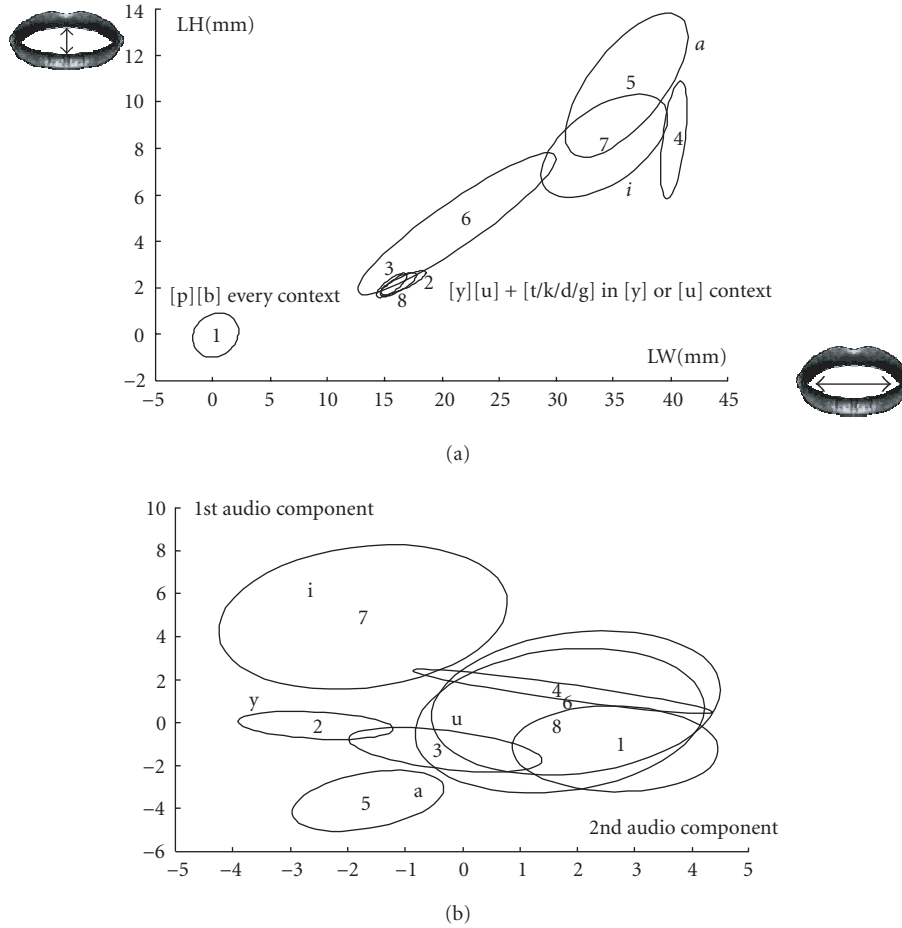 14
LH(mm)
12
a
10
5
8
7
4
i
6
6
4
3
2
2
[y][u] + [t/k/d/g] in [y] or [u] context
8
[p][b] every context
0
1
LW(mm)
−2
−5 0 5 10 15 20 25 30 35 40 45
(a)
10
1st audio component
8
6
i
7
4
2
4
y
6
0
2
u
8
3
1
−2
−4
5
a
2nd audio component
−6
−5 −4 −3 −2 −1 0 1 2 3 4 5
(b)